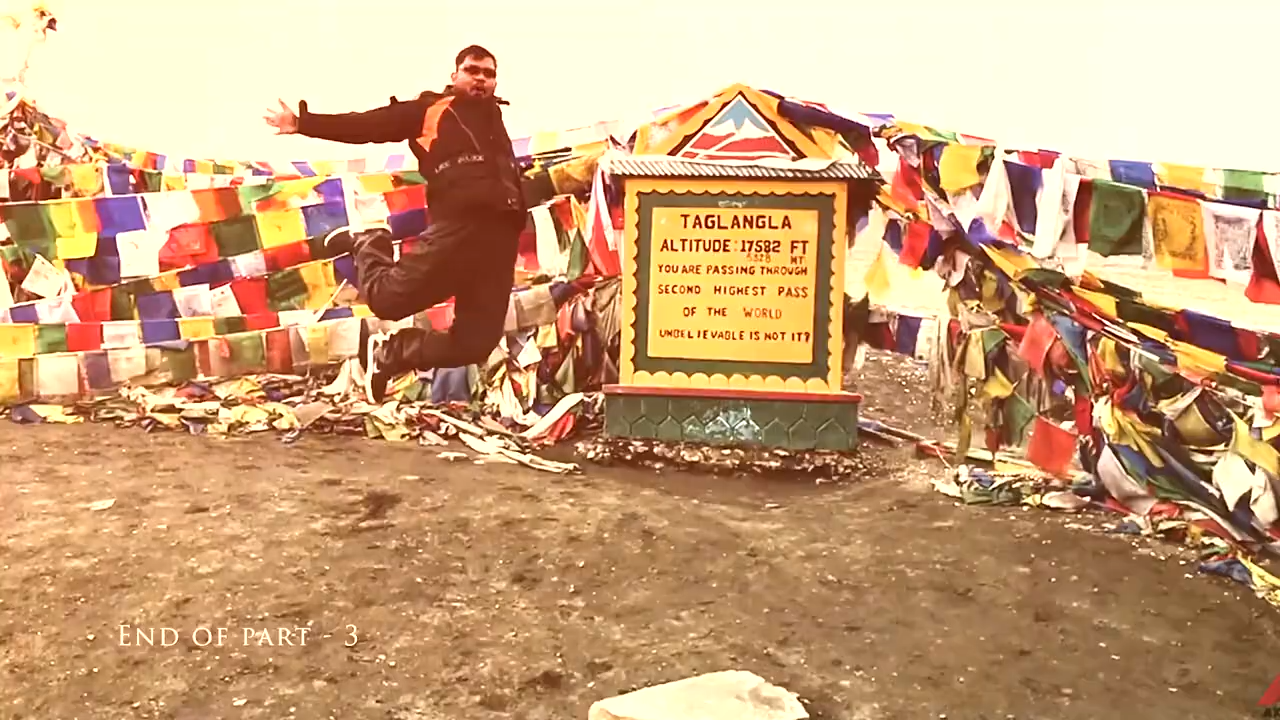 TAGLANGLA
ALTITUDE : 17582 FT
5328 MT
YOU ARE PASSING THROUGH
SECOND HIGHEST PASS
OF THE WORLD
UNBELIEVABLE IS NOT IT?
END OF PART - 3